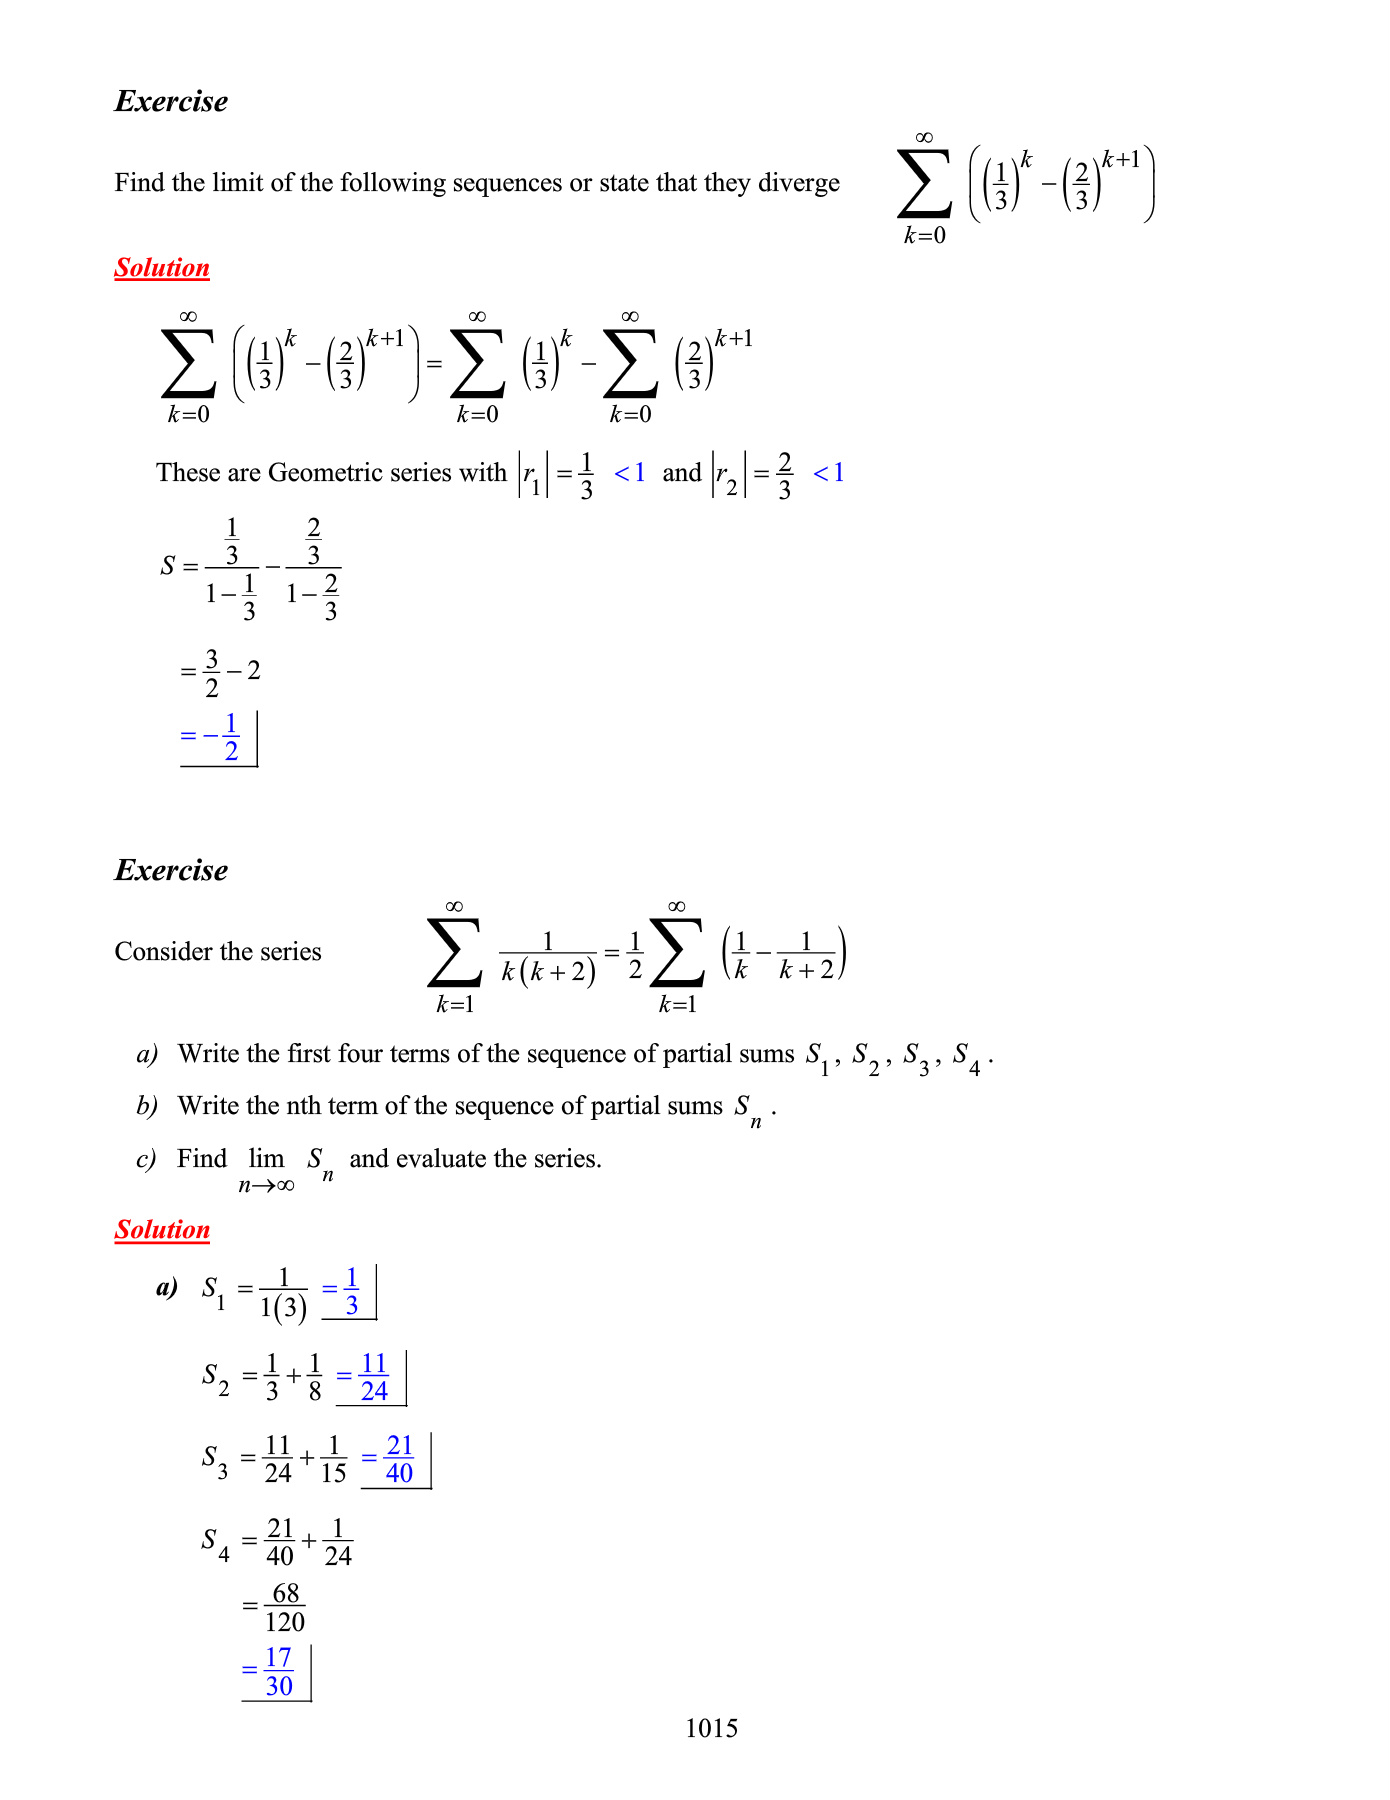 Exercise
Find the limit of the following sequences or state that they diverge $\sum_{k=0}^{\infty} \left( \left(\frac{1}{3}\right)^k - \left(\frac{2}{3}\right)^{k+1} \right)$
Solution
$\sum_{k=0}^{\infty} \left( \left(\frac{1}{3}\right)^k - \left(\frac{2}{3}\right)^{k+1} \right) = \sum_{k=0}^{\infty} \left(\frac{1}{3}\right)^k - \sum_{k=0}^{\infty} \left(\frac{2}{3}\right)^{k+1}$
These are Geometric series with $|r_1| = \frac{1}{3} < 1$ and $|r_2| = \frac{2}{3} < 1$
$S = \frac{\frac{1}{3}}{1-\frac{1}{3}} - \frac{\frac{2}{3}}{1-\frac{2}{3}}$
$= \frac{3}{2} - 2$
$= -\frac{1}{2}$
Exercise
Consider the series $\sum_{k=1}^{\infty} \frac{1}{k(k+2)} = \frac{1}{2} \sum_{k=1}^{\infty} \left( \frac{1}{k} - \frac{1}{k+2} \right)$
a) Write the first four terms of the sequence of partial sums $S_1, S_2, S_3, S_4$.
b) Write the nth term of the sequence of partial sums $S_n$.
c) Find $\lim_{n \to \infty} S_n$ and evaluate the series.
Solution
a) $S_1 = \frac{1}{1(3)} = \frac{1}{3}$
$S_2 = \frac{1}{3} + \frac{1}{8} = \frac{11}{24}$
$S_3 = \frac{11}{24} + \frac{1}{15} = \frac{21}{40}$
$S_4 = \frac{21}{40} + \frac{1}{24}$
$= \frac{68}{120}$
$= \frac{17}{30}$
1015